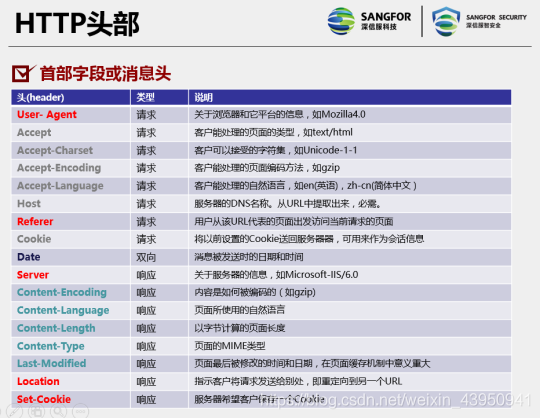 HTTP头部
SANGFOR
深信服科技
SANGFOR SECURITY
深信服智安全
首部字段或消息头
头(header) 类型 说明
User- Agent 请求 关于浏览器和它平台的信息，如Mozilla4.0
Accept 请求 客户能处理的页面的类型，如text/html
Accept-Charset 请求 客户可以接受的字符集，如Unicode-1-1
Accept-Encoding 请求 客户能处理的页面编码方法，如gzip
Accept-Language 请求 客户能处理的自然语言，如en(英语)，zh-cn(简体中文）
Host 请求 服务器的DNS名称。从URL中提取出来，必需。
Referer 请求 用户从该URL代表的页面出发访问当前请求的页面
Cookie 请求 将以前设置的Cookie送回服务器器，可用来作为会话信息
Date 双向 消息被发送时的日期和时间
Server 响应 关于服务器的信息，如Microsoft-IIS/6.0
Content-Encoding 响应 内容是如何被编码的（如gzip)
Content-Language 响应 页面所使用的自然语言
Content-Length 响应 以字节计算的页面长度
Content-Type 响应 页面的MIME类型
Last-Modified 响应 页面最后被修改的时间和日期，在页面缓存机制中意义重大
Location 响应 指示客户将请求发送给别处，即重定向到另一个URL
Set-Cookie 响应 服务器希望客户保存一个Cookie
https://blog.csdn.net/weixin_43950941